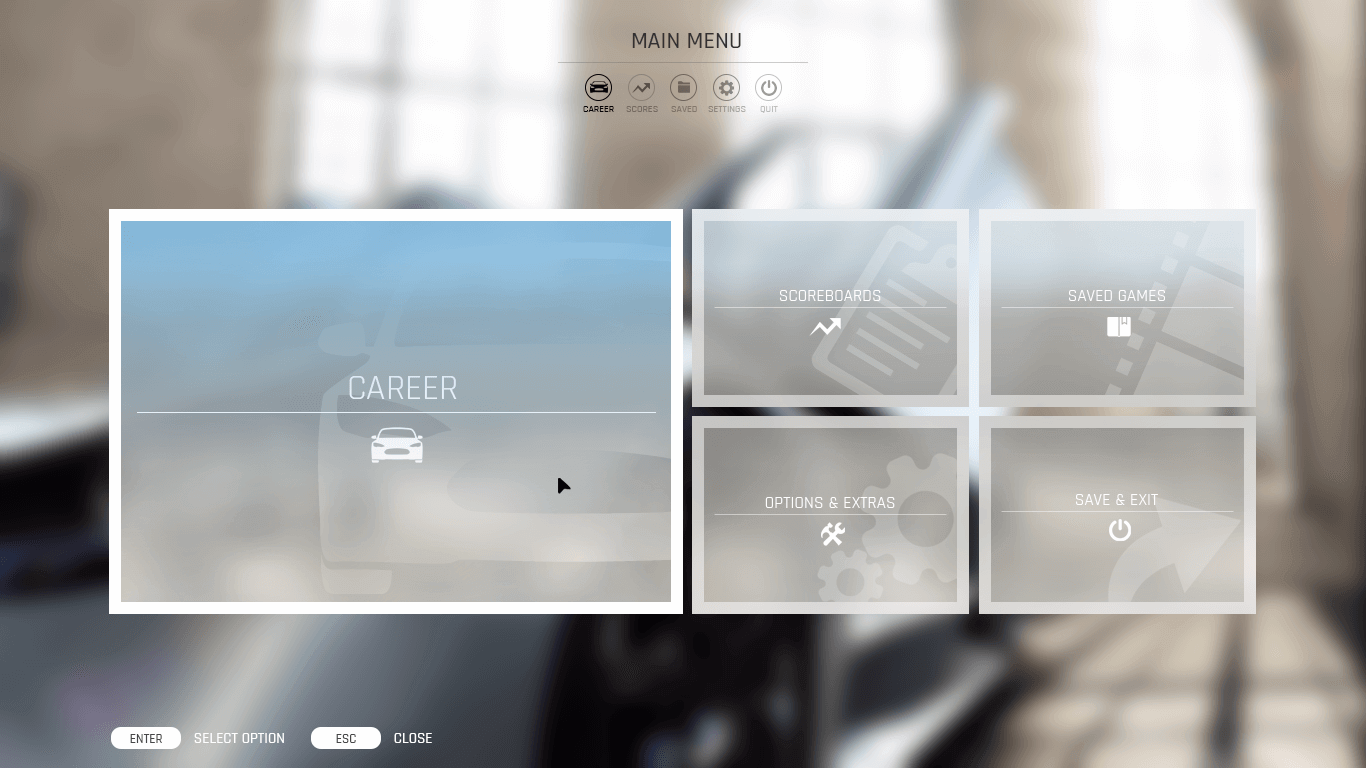 MAIN MENU
CAREER SCORES SAVED SETTINGS QUIT
CAREER
SCOREBOARDS
SAVED GAMES
OPTIONS & EXTRAS
SAVE & EXIT
ENTER SELECT OPTION ESC CLOSE